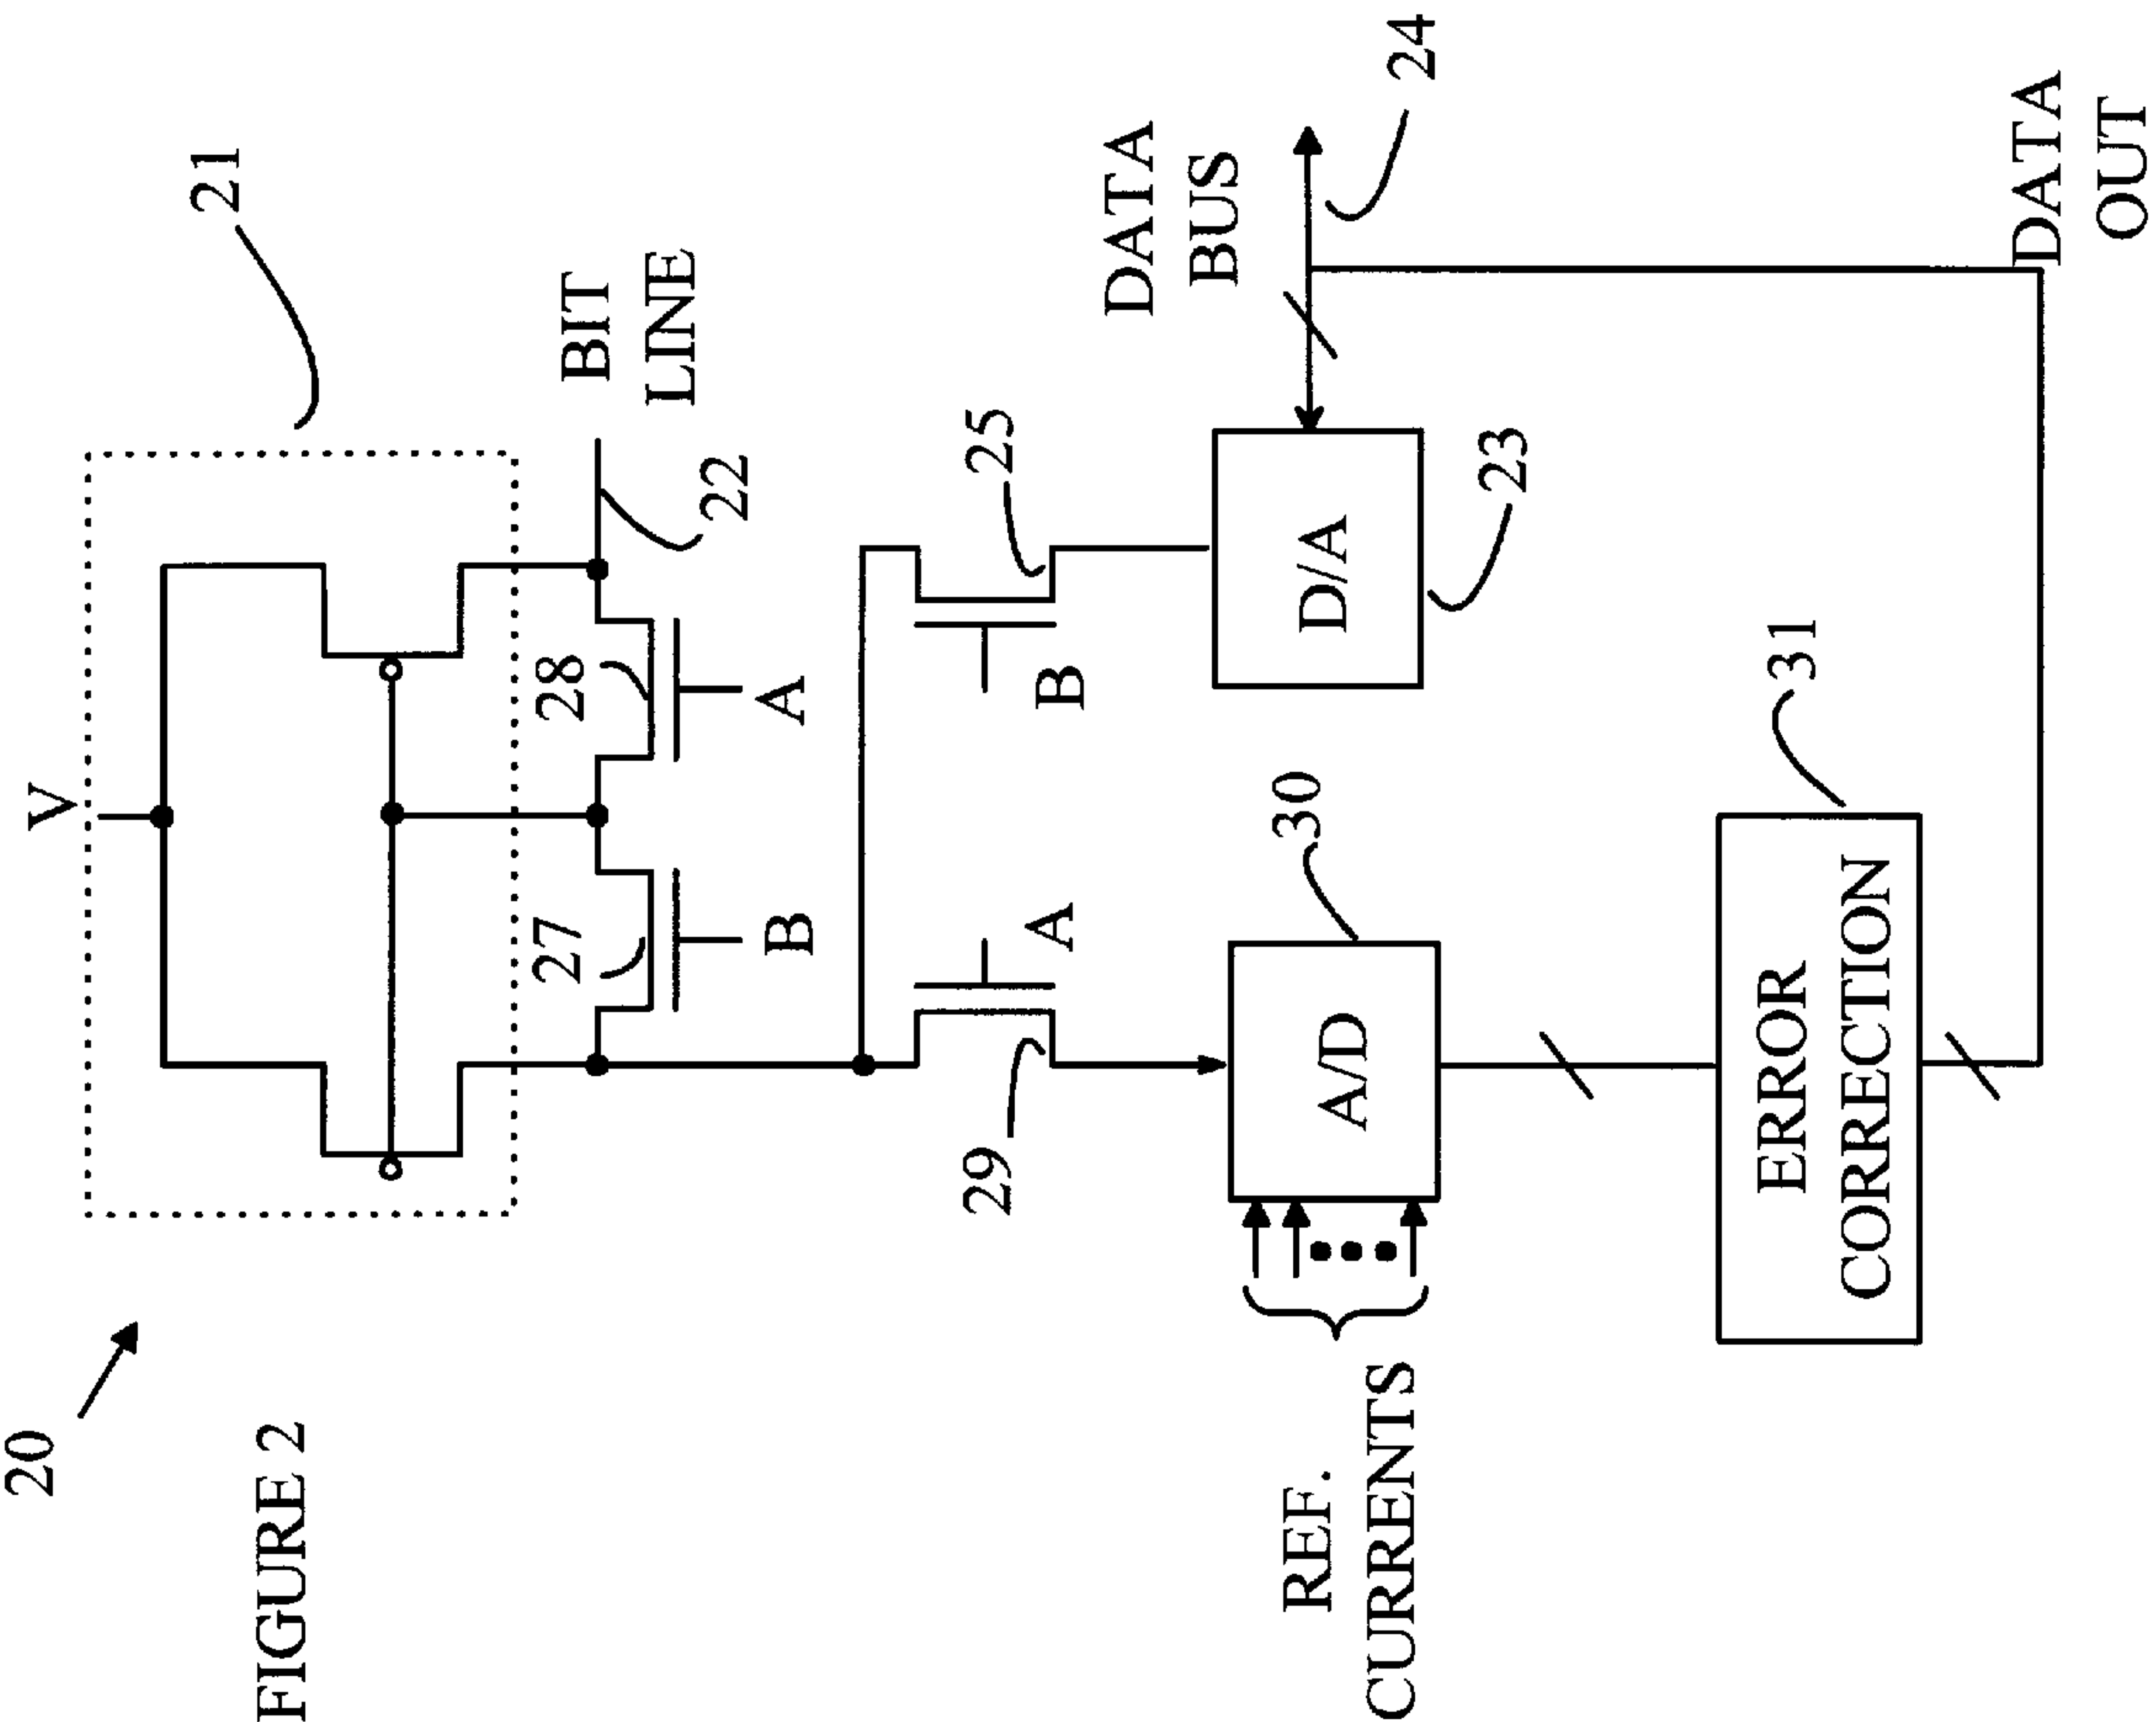 FIGURE 2
20
V
21
BIT
LINE
22
28
A
27
B
25
B
29
A
DATA
BUS
24
D/A
23
A/D
30
REF.
CURRENTS
ERROR
CORRECTION
31
DATA
OUT